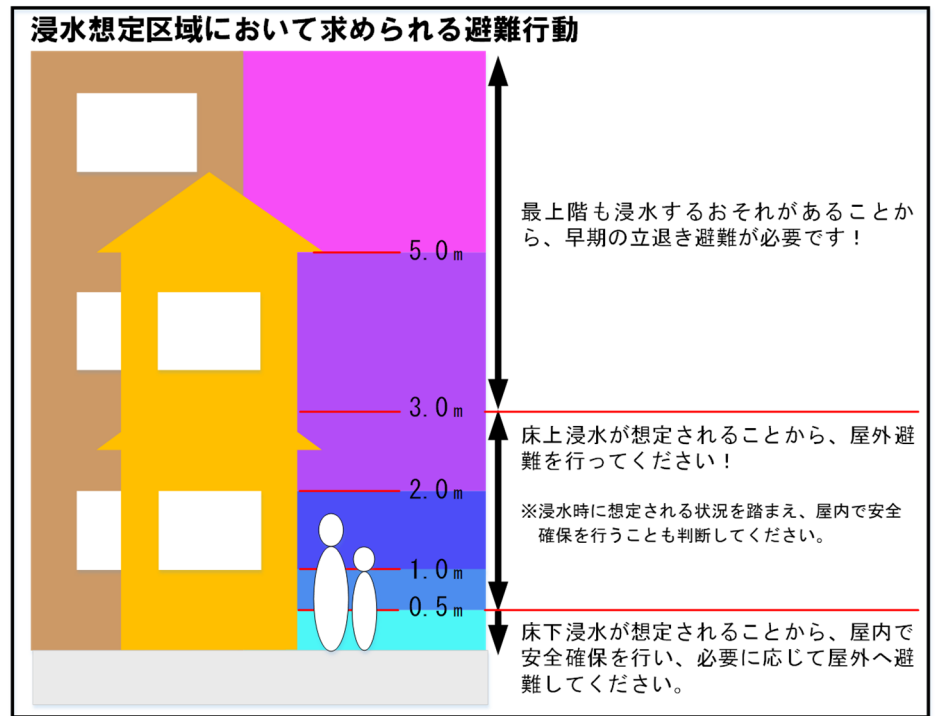 浸水想定区域において求められる避難行動
最上階も浸水するおそれがあることか
ら、早期の立退き避難が必要です！
5.0m
3.0m
床上浸水が想定されることから、屋外避
難を行ってください！
2.0m
※浸水時に想定される状況を踏まえ、屋内で安全
確保を行うことも判断してください。
1.0m
0.5m
床下浸水が想定されることから、屋内で
安全確保を行い、必要に応じて屋外へ避
難してください。